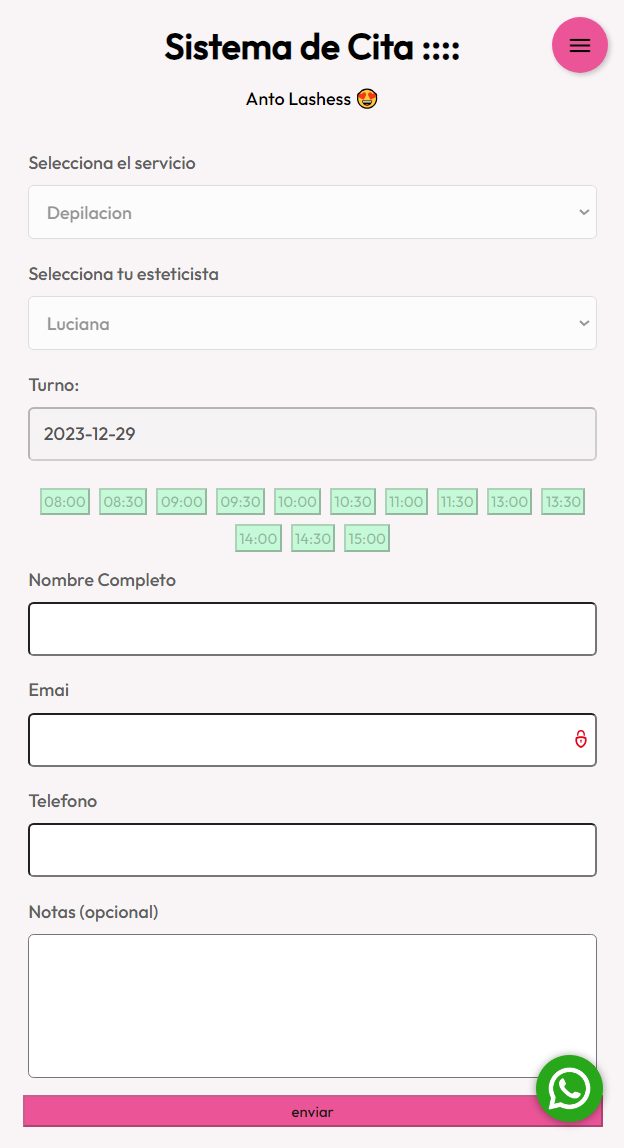 Sistema de Cita ::::
Anto Lashess 😍
Selecciona el servicio
Depilacion
Selecciona tu esteticista
Luciana
Turno:
2023-12-29
08:00 08:30 09:00 09:30 10:00 10:30 11:00 11:30 13:00 13:30
14:00 14:30 15:00
Nombre Completo
Emai
Telefono
Notas (opcional)
enviar